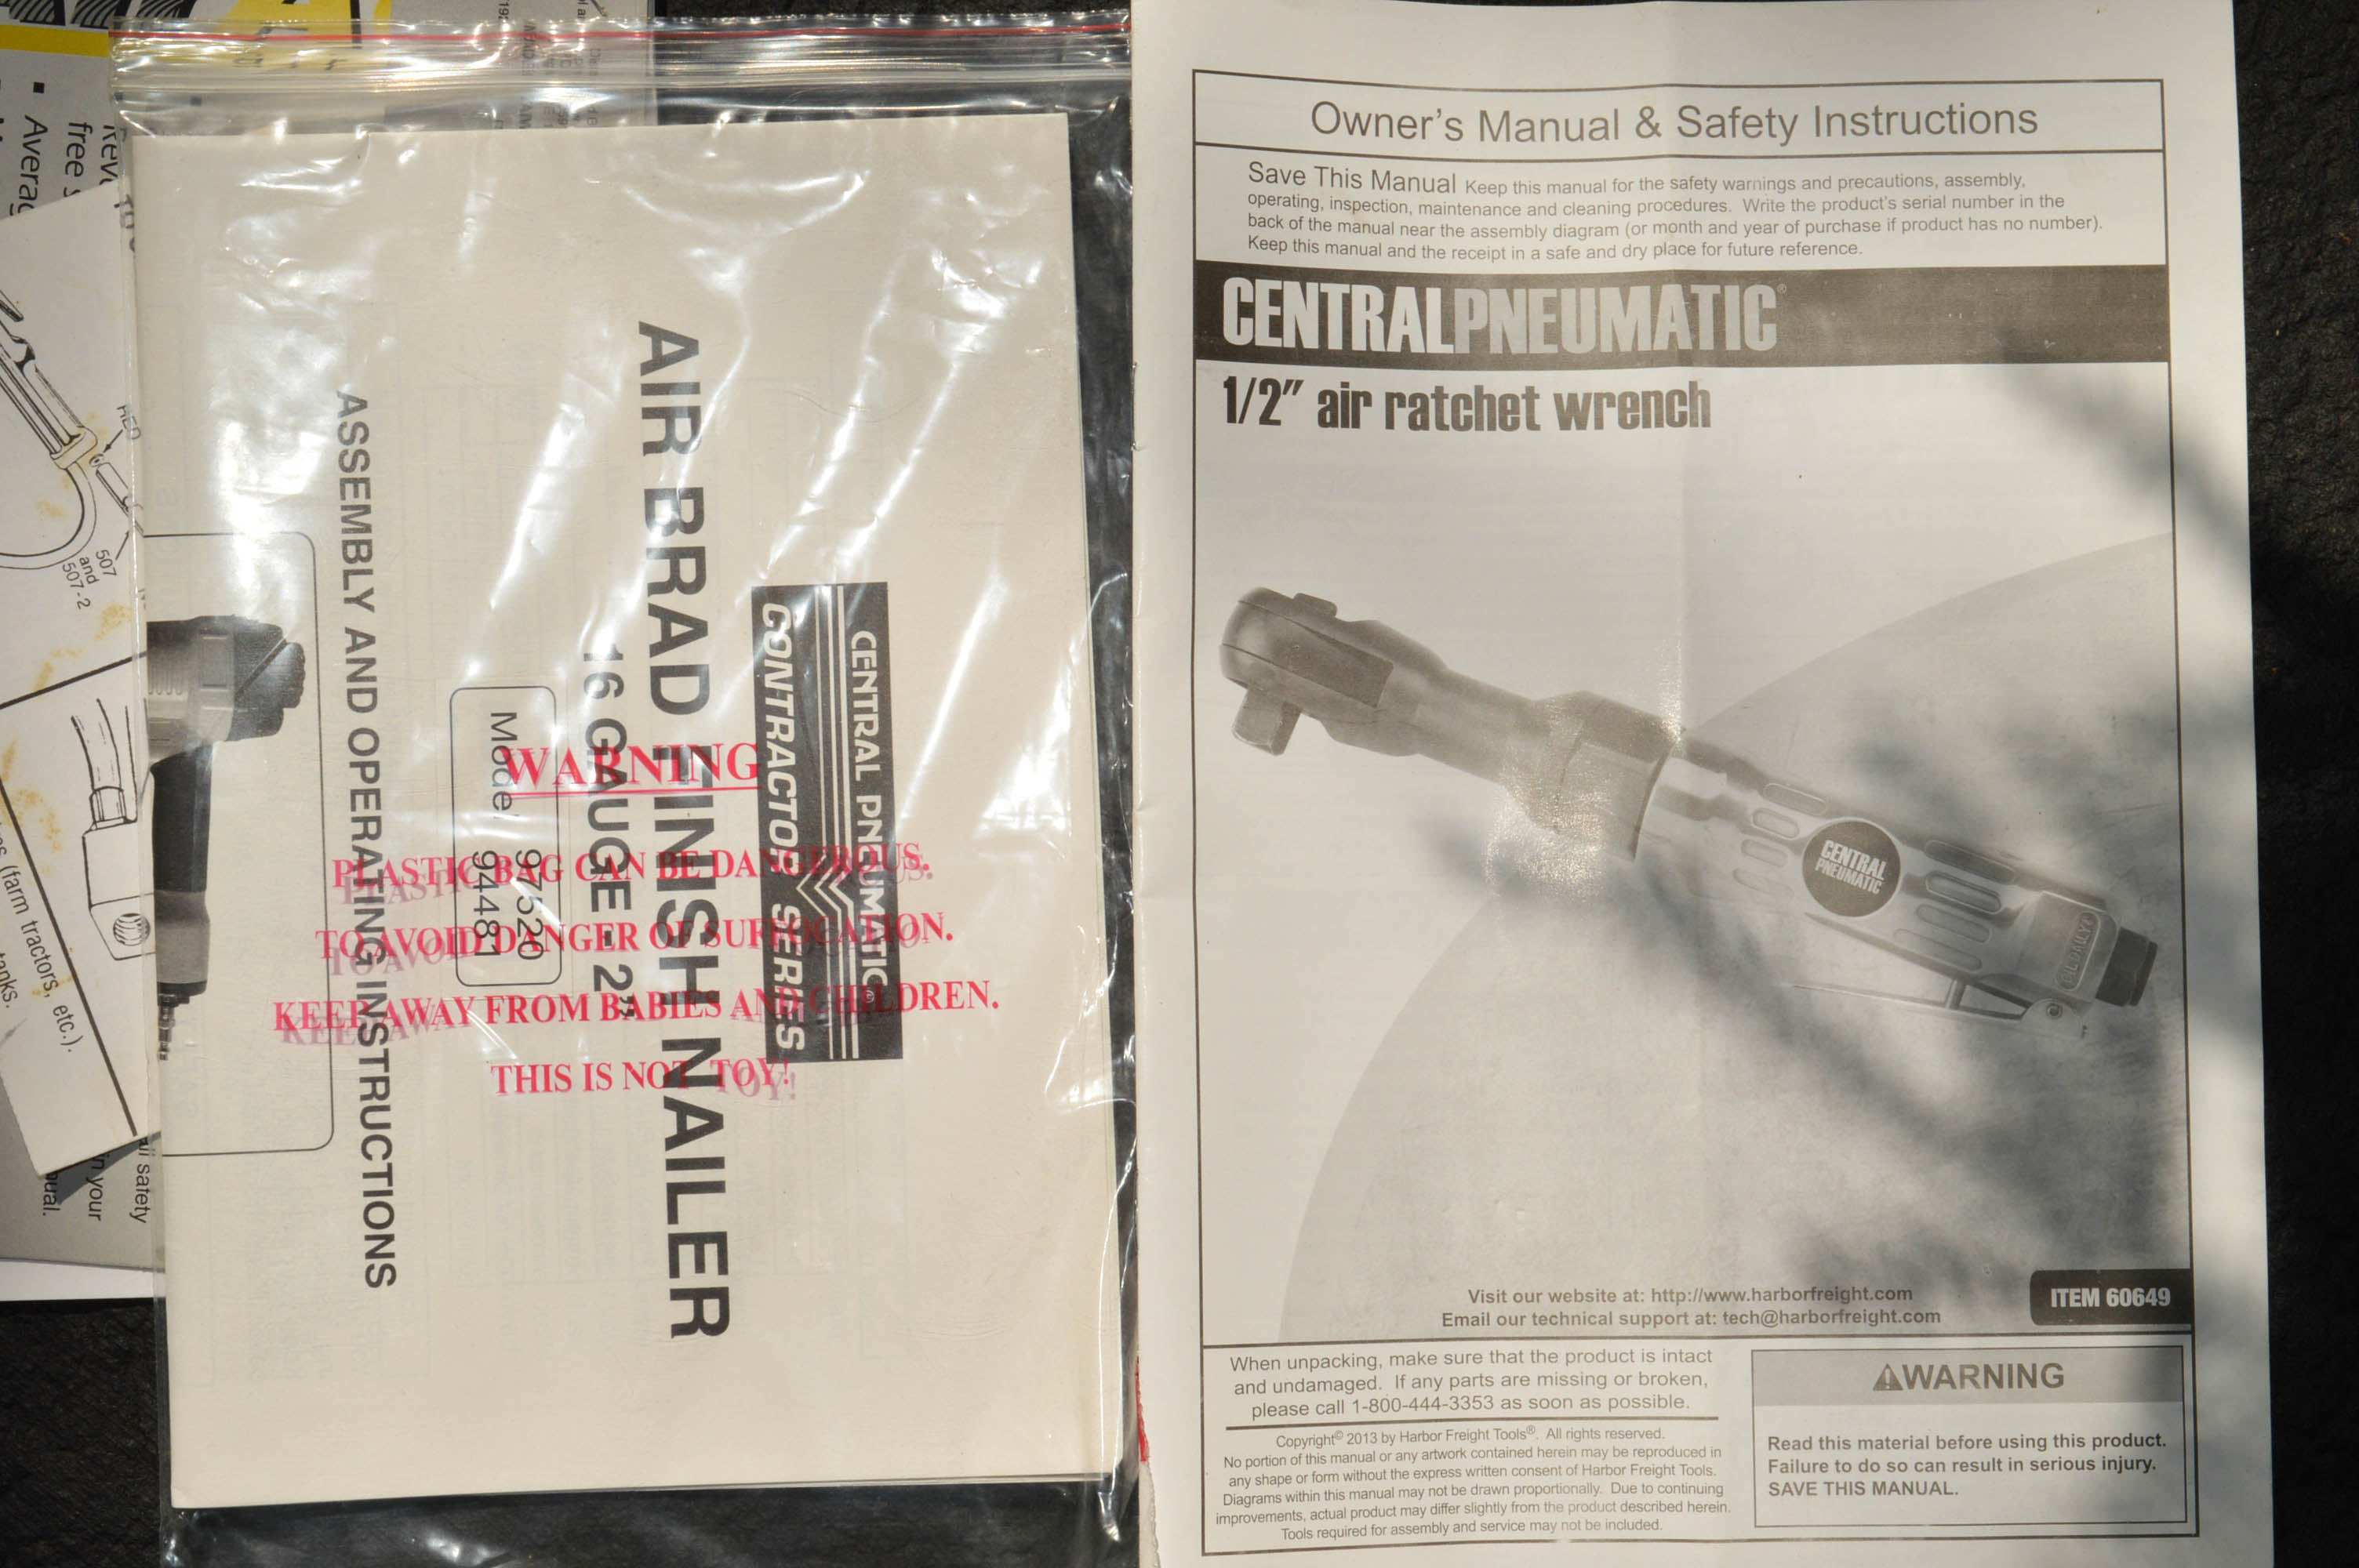 Averag
free
RED
507
and
507-2
(farm tractors, etc.).
safety
in your
CENTRAL PNEUMATIC®
CONTRACTOR SERIES
AIR BRAD FINISH NAILER
16 GAUGE - 2"
Model 97520
94481
ASSEMBLY AND OPERATING INSTRUCTIONS
WARNING
PLASTIC BAG CAN BE DANGEROUS.
TO AVOID DANGER OF SUFFOCATION.
KEEP AWAY FROM BABIES AND CHILDREN.
THIS IS NOT TOY!
Owner's Manual & Safety Instructions
Save This Manual Keep this manual for the safety warnings and precautions, assembly,
operating, inspection, maintenance and cleaning procedures. Write the product's serial number in the
back of the manual near the assembly diagram (or month and year of purchase if product has no number).
Keep this manual and the receipt in a safe and dry place for future reference.
CENTRALPNEUMATIC®
1/2" air ratchet wrench
CENTRAL
PNEUMATIC
Visit our website at: http://www.harborfreight.com
Email our technical support at: tech@harborfreight.com
ITEM 60649
When unpacking, make sure that the product is intact
and undamaged. If any parts are missing or broken,
please call 1-800-444-3353 as soon as possible.
Copyright© 2013 by Harbor Freight Tools®. All rights reserved.
No portion of this manual or any artwork contained herein may be reproduced in
any shape or form without the express written consent of Harbor Freight Tools.
Diagrams within this manual may not be drawn proportionally. Due to continuing
improvements, actual product may differ slightly from the product described herein.
Tools required for assembly and service may not be included.
⚠WARNING
Read this material before using this product.
Failure to do so can result in serious injury.
SAVE THIS MANUAL.